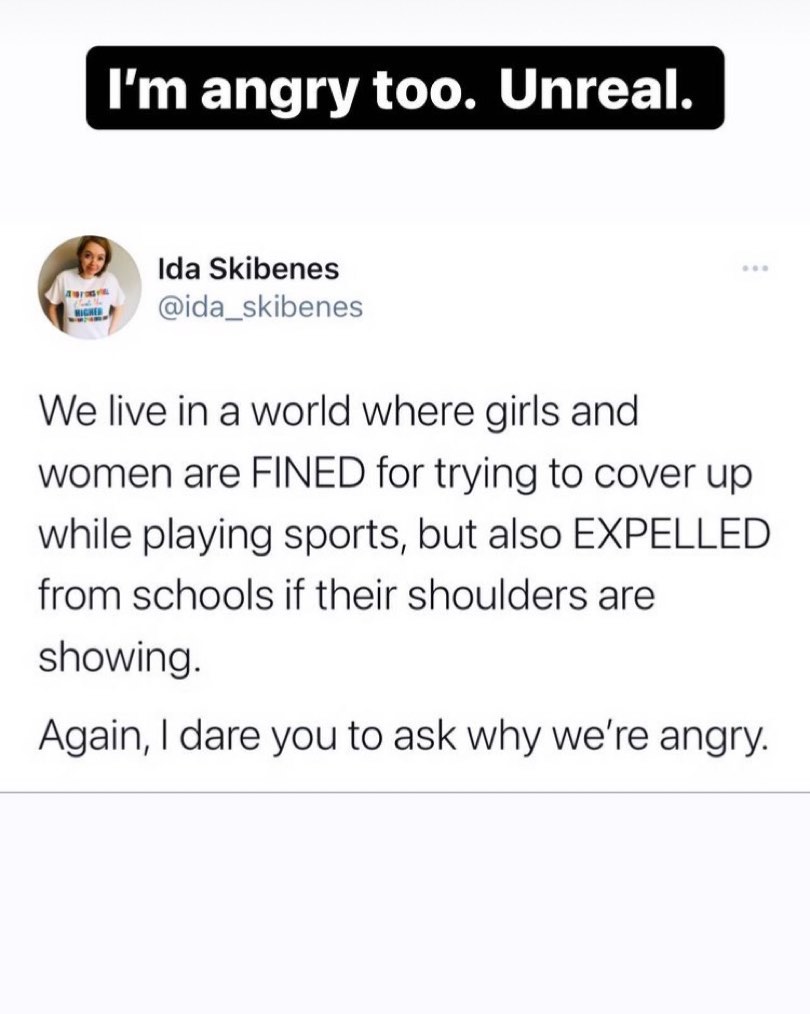 I'm angry too. Unreal.
Ida Skibenes
@ida_skibenes
We live in a world where girls and
women are FINED for trying to cover up
while playing sports, but also EXPELLED
from schools if their shoulders are
showing.
Again, I dare you to ask why we're angry.